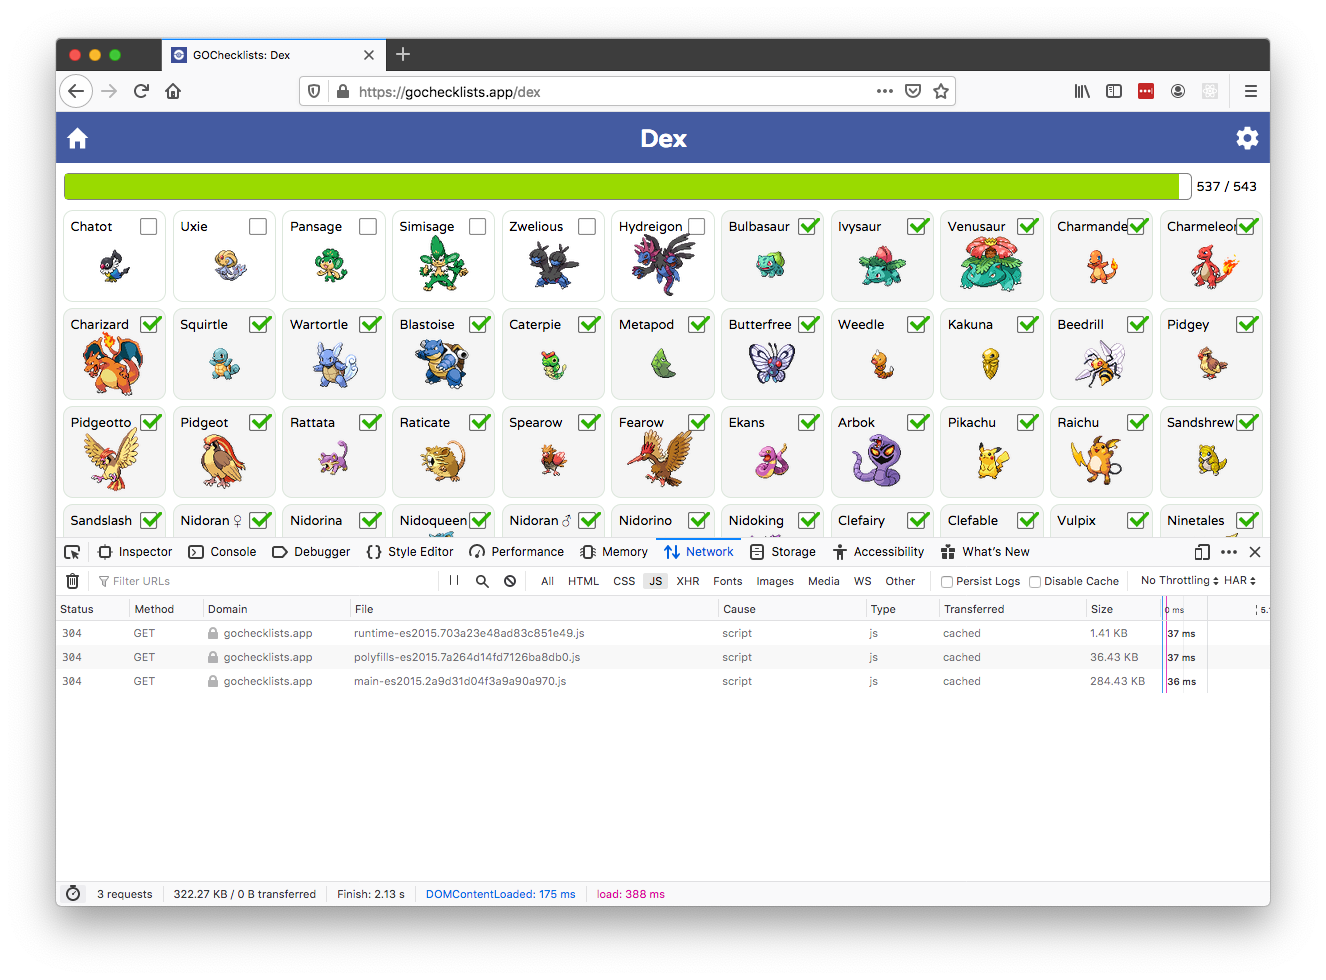 GOChecklists: Dex
https://gochecklists.app/dex
Dex
537 / 543
Chatot Uxie Pansage Simisage Zwelious Hydreigon Bulbasaur Ivysaur Venusaur Charmande Charmeleon
Charizard Squirtle Wartortle Blastoise Caterpie Metapod Butterfree Weedle Kakuna Beedrill Pidgey
Pidgeotto Pidgeot Rattata Raticate Spearow Fearow Ekans Arbok Pikachu Raichu Sandshrew
Sandslash Nidoran ♀ Nidorina Nidoqueen Nidoran ♂ Nidorino Nidoking Clefairy Clefable Vulpix Ninetales
Inspector Console Debugger Style Editor Performance Memory Network Storage Accessibility What's New
Filter URLs All HTML CSS JS XHR Fonts Images Media WS Other Persist Logs Disable Cache No Throttling HAR
Status Method Domain File Cause Type Transferred Size 0 ms
304 GET gochecklists.app runtime-es2015.703a23e48ad83c851e49.js script js cached 1.41 KB 37 ms
304 GET gochecklists.app polyfills-es2015.7a264d14fd7126ba8db0.js script js cached 36.43 KB 37 ms
304 GET gochecklists.app main-es2015.2a9d31d04f3a9a90a970.js script js cached 284.43 KB 36 ms
3 requests 322.27 KB / 0 B transferred Finish: 2.13 s DOMContentLoaded: 175 ms load: 388 ms